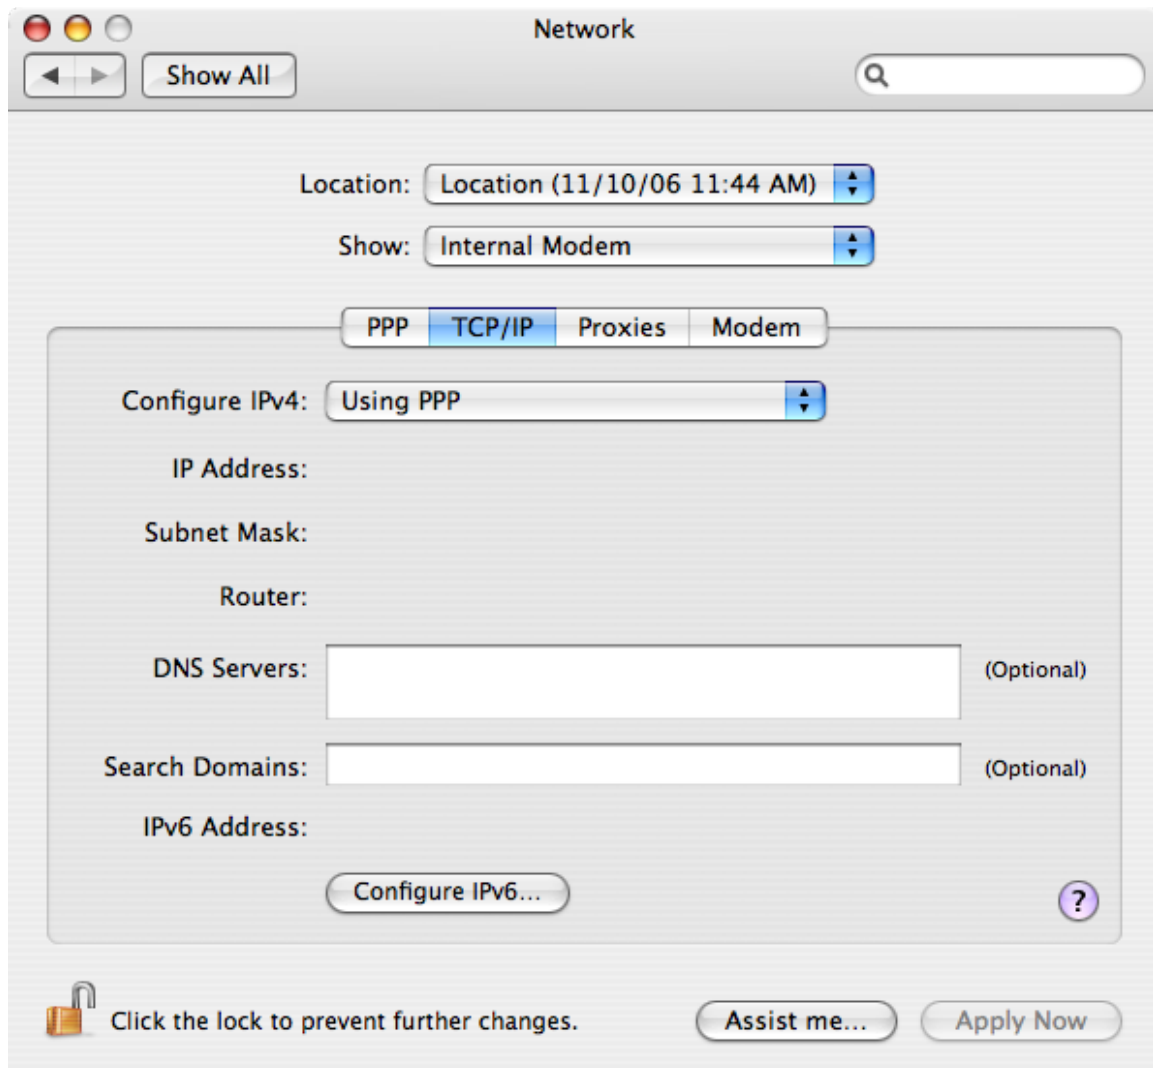 Network
Show All
Location: Location (11/10/06 11:44 AM)
Show: Internal Modem
PPP TCP/IP Proxies Modem
Configure IPv4: Using PPP
IP Address:
Subnet Mask:
Router:
DNS Servers: (Optional)
Search Domains: (Optional)
IPv6 Address:
Configure IPv6...
?
Click the lock to prevent further changes. Assist me... Apply Now